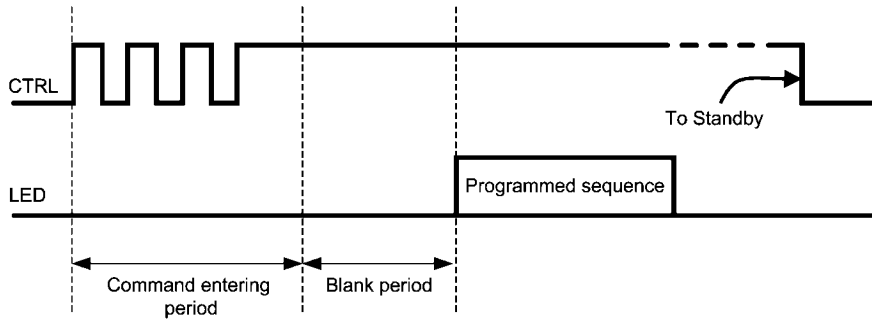 CTRL
To Standby
LED
Programmed sequence
Command entering
period
Blank period